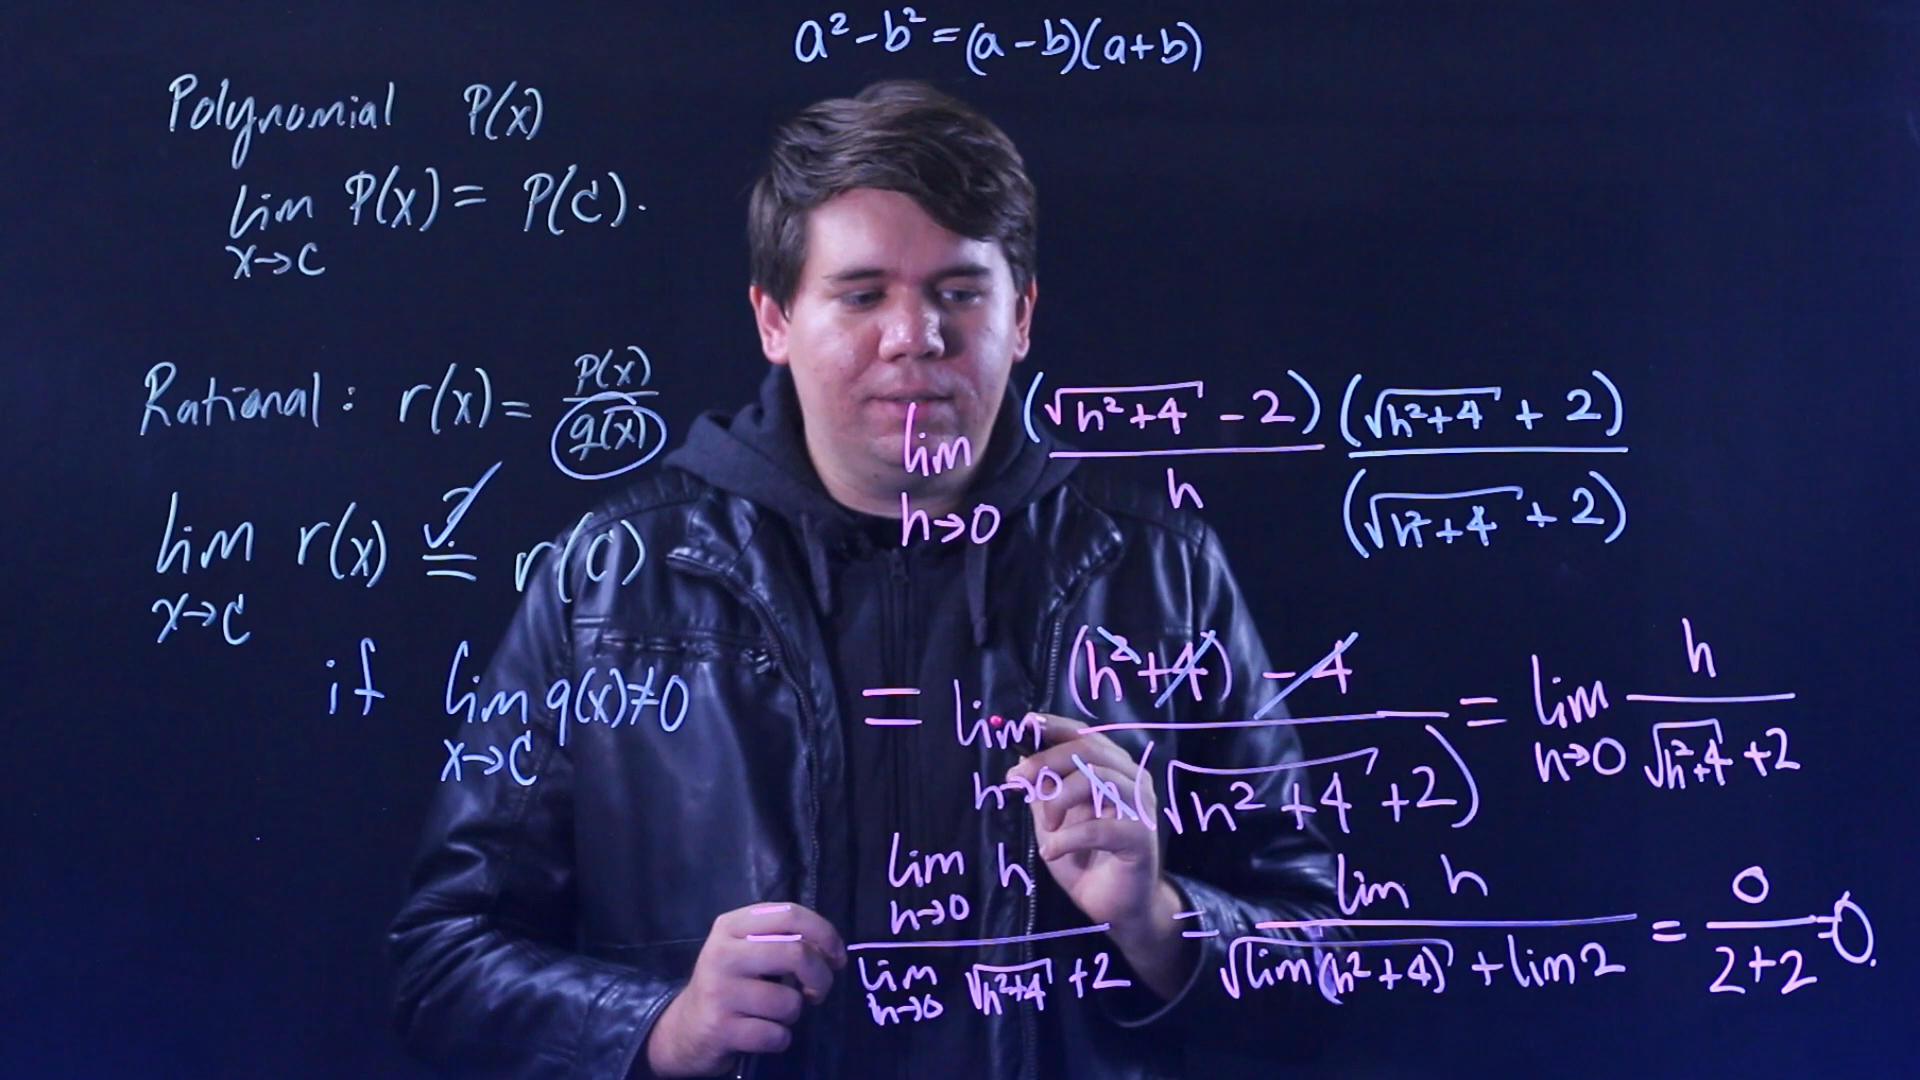 a² - b² = (a - b)(a + b)
Polynomial P(x)
lim P(x) = P(c).
x→c
Rational: r(x) = p(x)/q(x)
lim r(x) ≟ ✓ r(c)
x→c
if lim q(x) ≠ 0
x→c
lim (√(h²+4) - 2)/h (√(h²+4) + 2)/(√(h²+4) + 2)
h→0
= lim ((h²+4) - 4)/(h(√(h²+4) + 2)) = lim h/(√(h²+4) + 2)
h→0 h→0
= (lim h→0 h)/(lim h→0 √(h²+4) + 2) = (lim h)/(√(lim(h²+4)) + lim 2) = 0/(2+2) = 0.